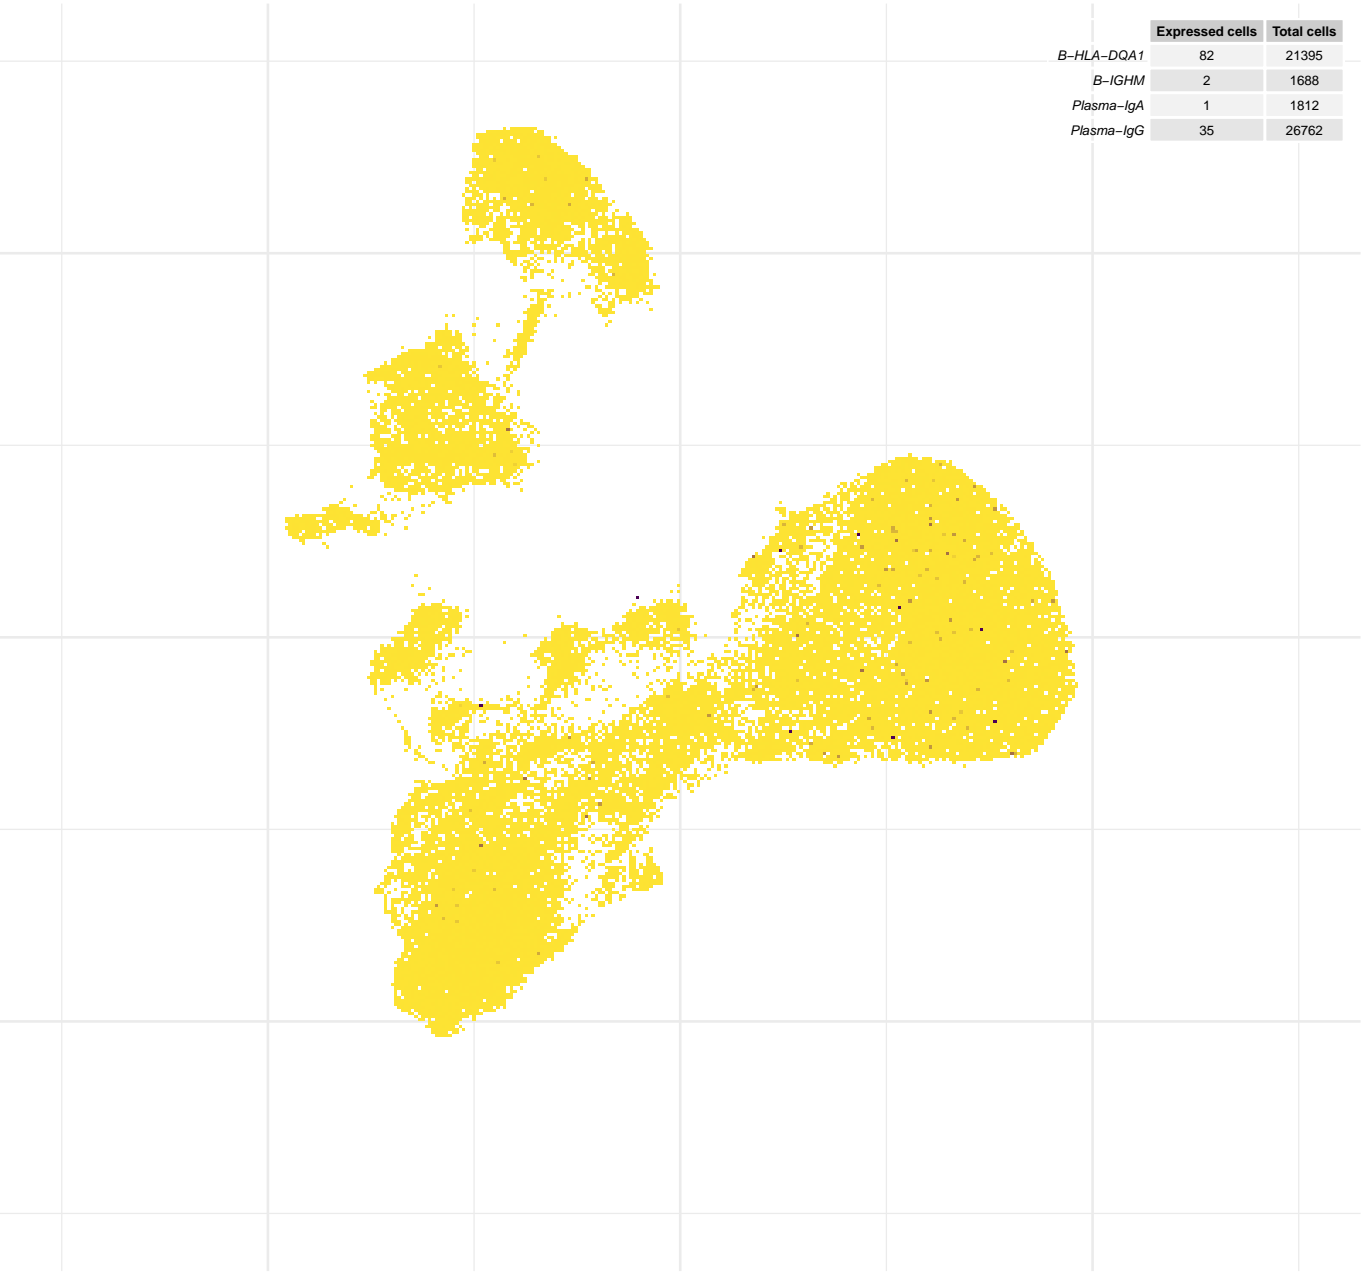 Expressed cells Total cells
B−HLA−DQA1 82 21395
B−IGHM 2 1688
Plasma−IgA 1 1812
Plasma−IgG 35 26762